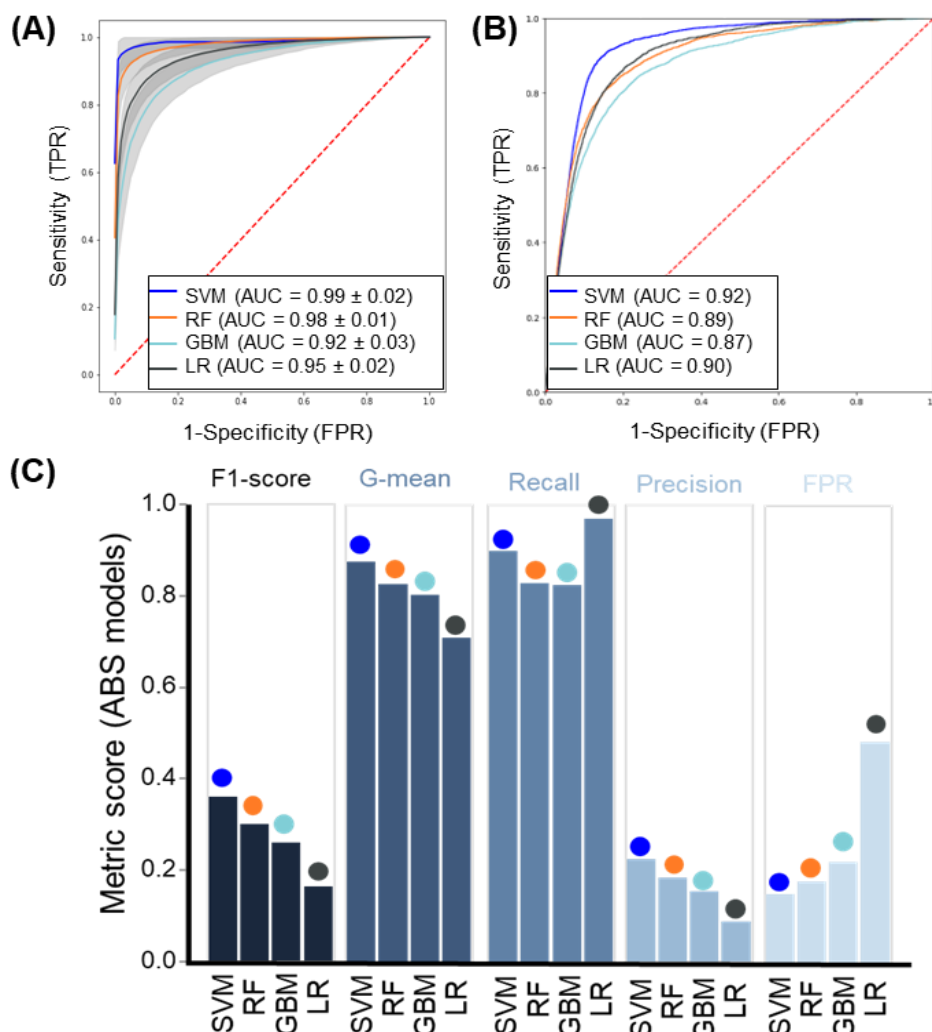 (A)
1.0
0.8
0.6
0.4
0.2
0.0
Sensitivity (TPR)
SVM (AUC = 0.99 ± 0.02)
RF (AUC = 0.98 ± 0.01)
GBM (AUC = 0.92 ± 0.03)
LR (AUC = 0.95 ± 0.02)
0.0 0.2 0.4 0.6 0.8 1.0
1-Specificity (FPR)
(B)
1.0
0.8
0.6
0.4
0.2
0.0
Sensitivity (TPR)
SVM (AUC = 0.92)
RF (AUC = 0.89)
GBM (AUC = 0.87)
LR (AUC = 0.90)
0.0 0.2 0.4 0.6 0.8
1-Specificity (FPR)
(C)
F1-score G-mean Recall Precision FPR
1.0
0.8
0.6
0.4
0.2
0.0
Metric score (ABS models)
SVM RF GBM LR SVM RF GBM LR SVM RF GBM LR SVM RF GBM LR SVM RF GBM LR